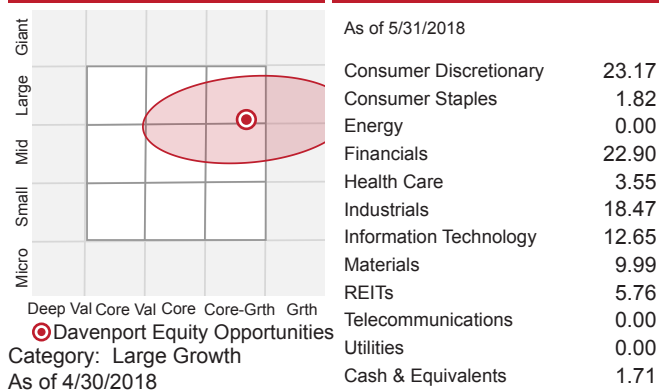 Giant
Large
Mid
Small
Micro
Deep Val Core Val Core Core-Grth Grth
Davenport Equity Opportunities
Category: Large Growth
As of 4/30/2018
As of 5/31/2018
Consumer Discretionary 23.17
Consumer Staples 1.82
Energy 0.00
Financials 22.90
Health Care 3.55
Industrials 18.47
Information Technology 12.65
Materials 9.99
REITs 5.76
Telecommunications 0.00
Utilities 0.00
Cash & Equivalents 1.71